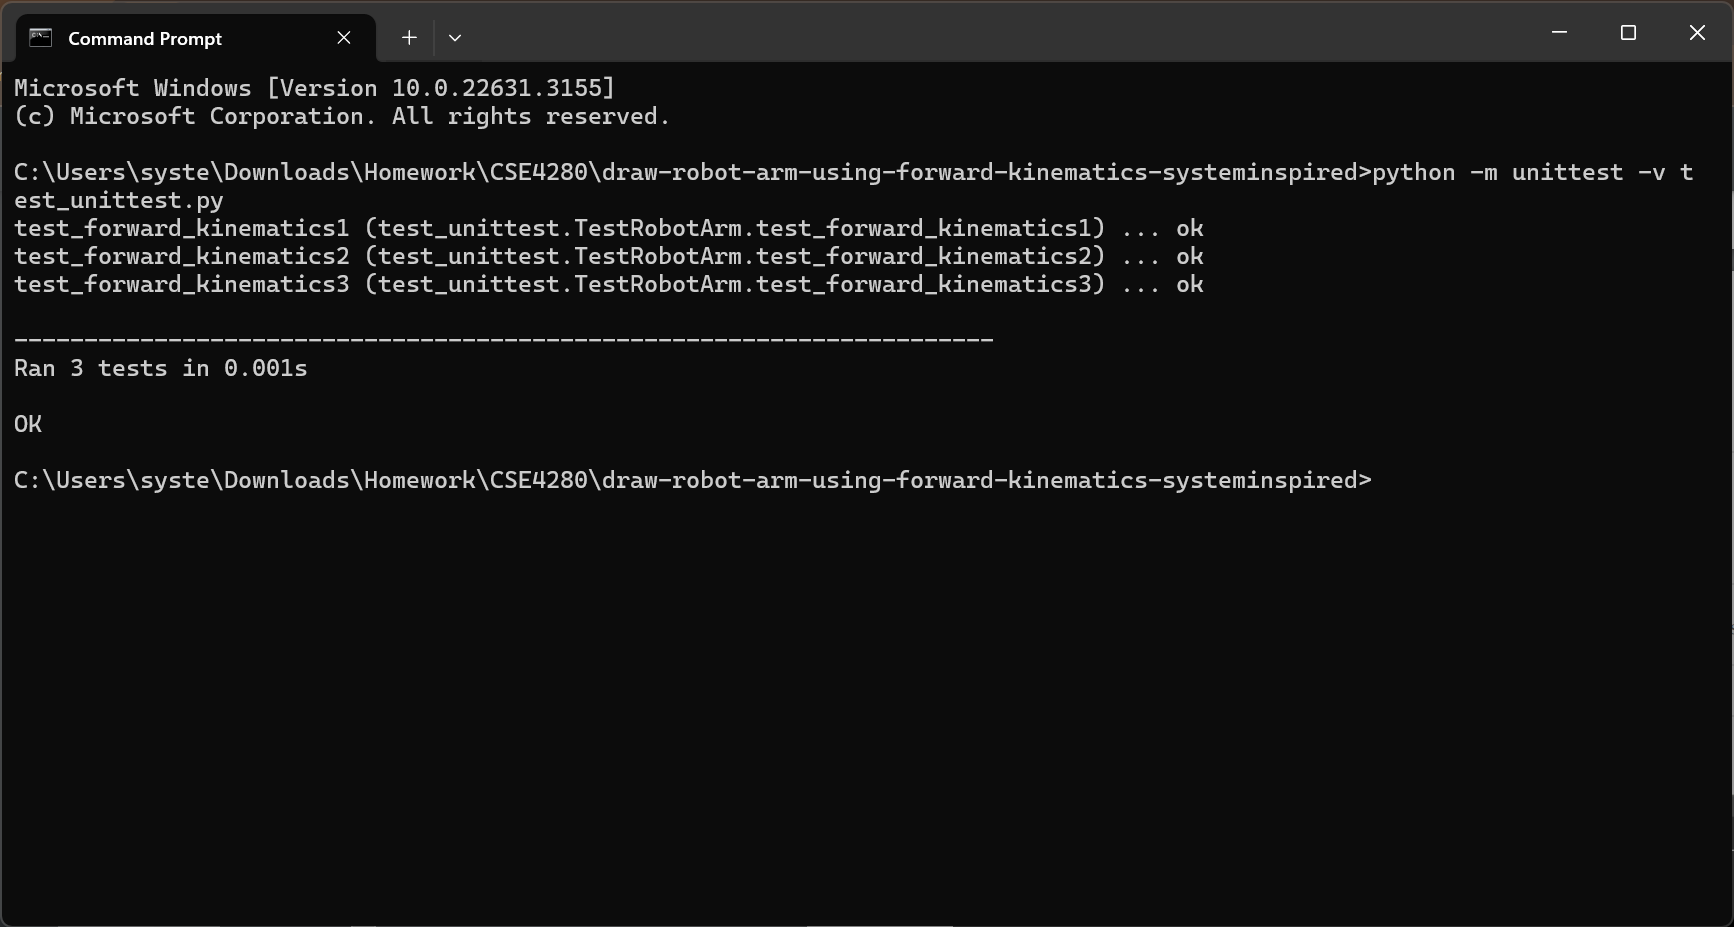 Command Prompt
Microsoft Windows [Version 10.0.22631.3155]
(c) Microsoft Corporation. All rights reserved.
C:\Users\syste\Downloads\Homework\CSE4280\draw-robot-arm-using-forward-kinematics-systeminspired>python -m unittest -v t
est_unittest.py
test_forward_kinematics1 (test_unittest.TestRobotArm.test_forward_kinematics1) ... ok
test_forward_kinematics2 (test_unittest.TestRobotArm.test_forward_kinematics2) ... ok
test_forward_kinematics3 (test_unittest.TestRobotArm.test_forward_kinematics3) ... ok
----------------------------------------------------------------------
Ran 3 tests in 0.001s
OK
C:\Users\syste\Downloads\Homework\CSE4280\draw-robot-arm-using-forward-kinematics-systeminspired>